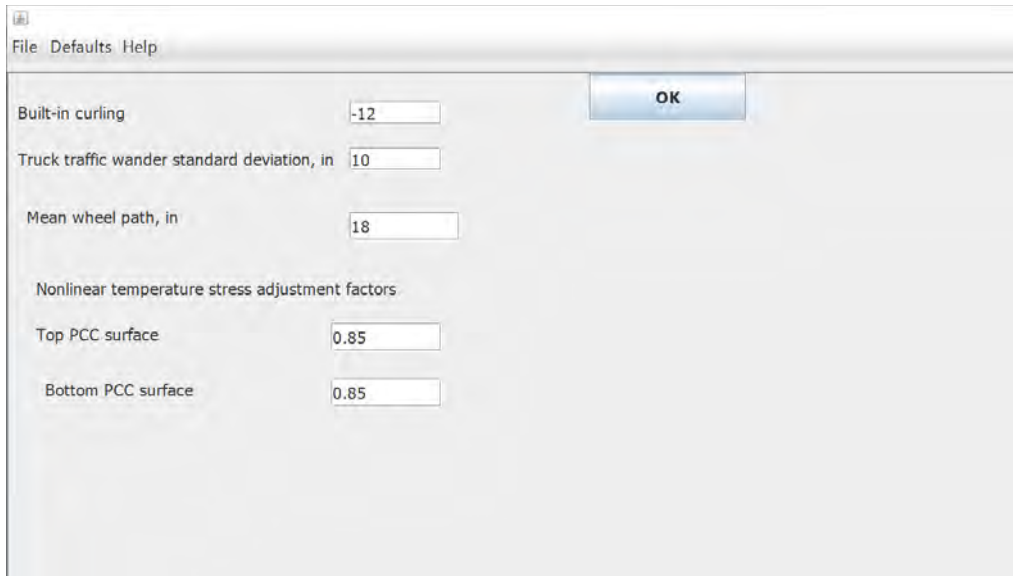 File Defaults Help
OK
Built-in curling -12
Truck traffic wander standard deviation, in 10
Mean wheel path, in 18
Nonlinear temperature stress adjustment factors
Top PCC surface 0.85
Bottom PCC surface 0.85